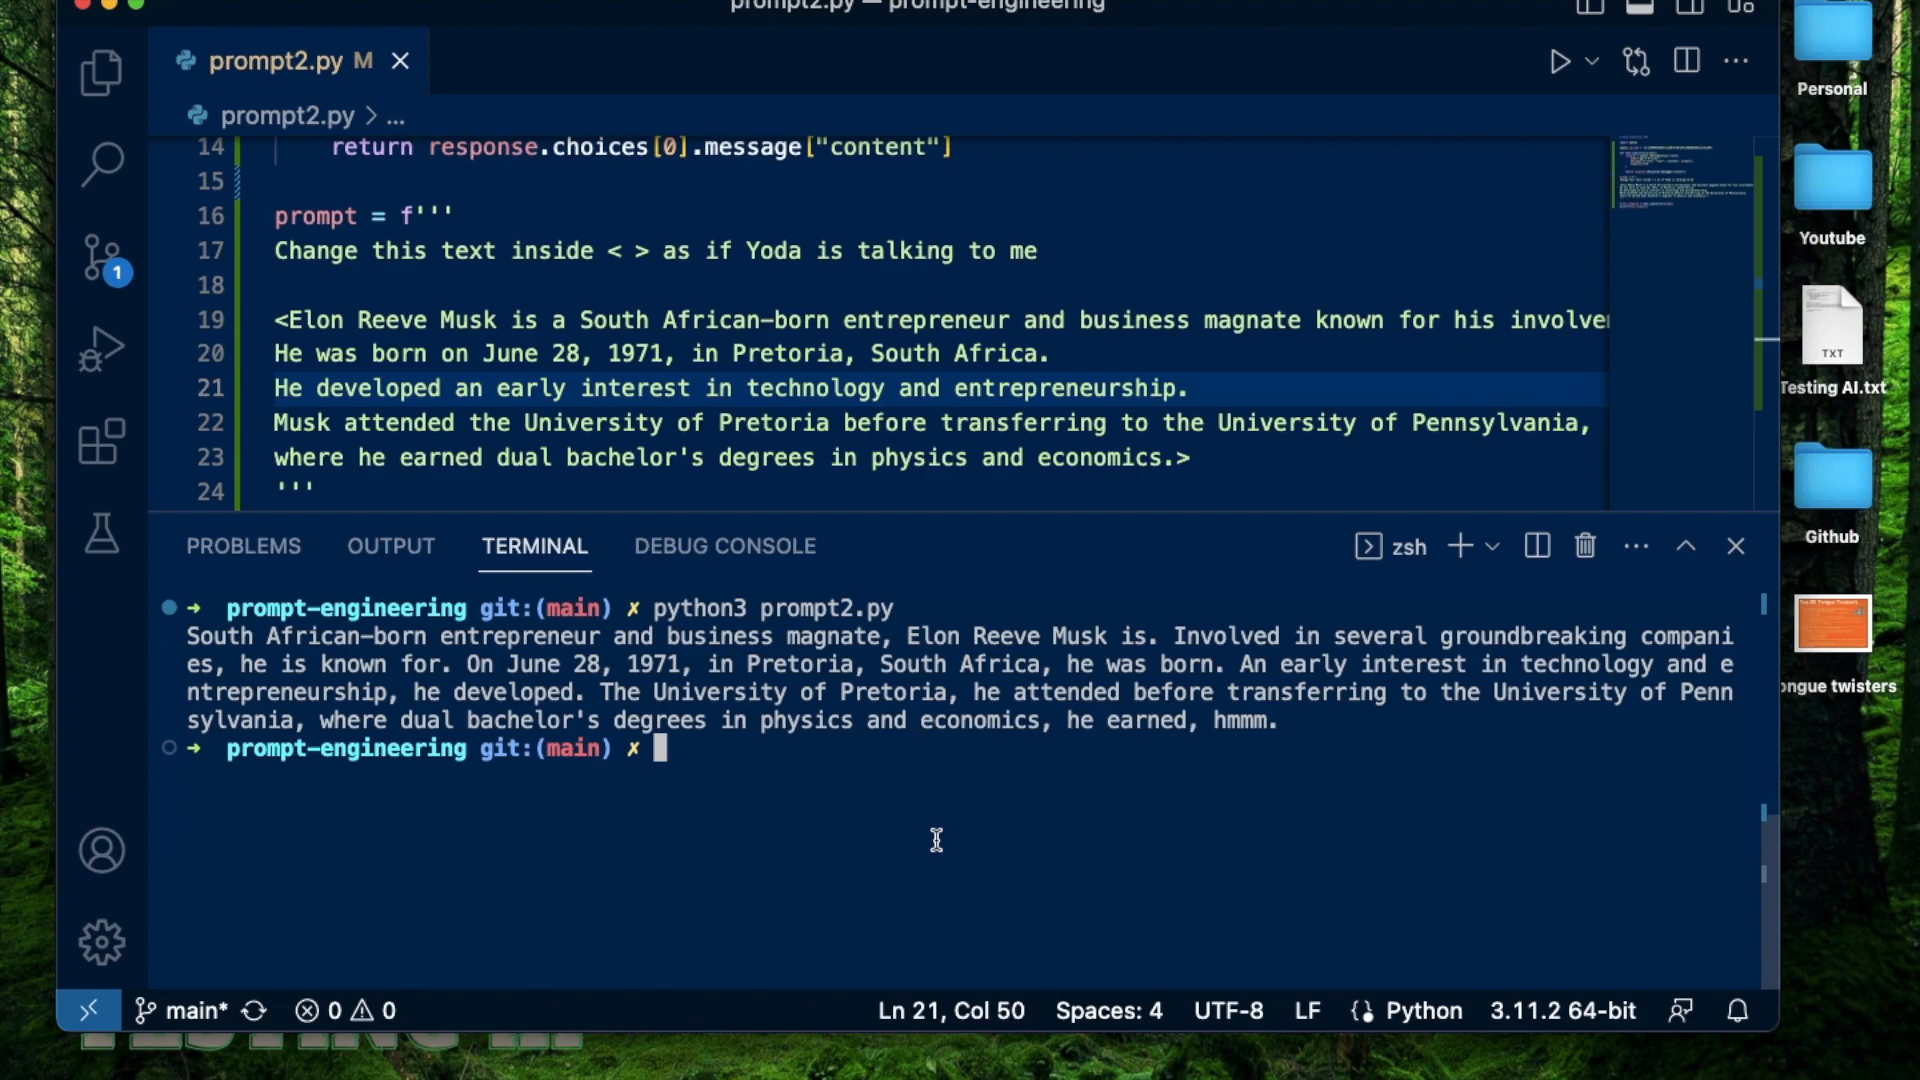 prompt2.py — prompt-engineering
prompt2.py M
prompt2.py > ...
14 return response.choices[0].message["content"]
15
16 prompt = f'''
17 Change this text inside < > as if Yoda is talking to me
18
19 <Elon Reeve Musk is a South African-born entrepreneur and business magnate known for his involve
20 He was born on June 28, 1971, in Pretoria, South Africa.
21 He developed an early interest in technology and entrepreneurship.
22 Musk attended the University of Pretoria before transferring to the University of Pennsylvania,
23 where he earned dual bachelor's degrees in physics and economics.>
24 '''
1
PROBLEMS OUTPUT TERMINAL DEBUG CONSOLE zsh
prompt-engineering git:(main) ✗ python3 prompt2.py
South African-born entrepreneur and business magnate, Elon Reeve Musk is. Involved in several groundbreaking compani
es, he is known for. On June 28, 1971, in Pretoria, South Africa, he was born. An early interest in technology and e
ntrepreneurship, he developed. The University of Pretoria, he attended before transferring to the University of Penn
sylvania, where dual bachelor's degrees in physics and economics, he earned, hmmm.
prompt-engineering git:(main) ✗
main* 0 0 Ln 21, Col 50 Spaces: 4 UTF-8 LF Python 3.11.2 64-bit
Personal
Youtube
TXT
Testing AI.txt
Github
ongue twisters